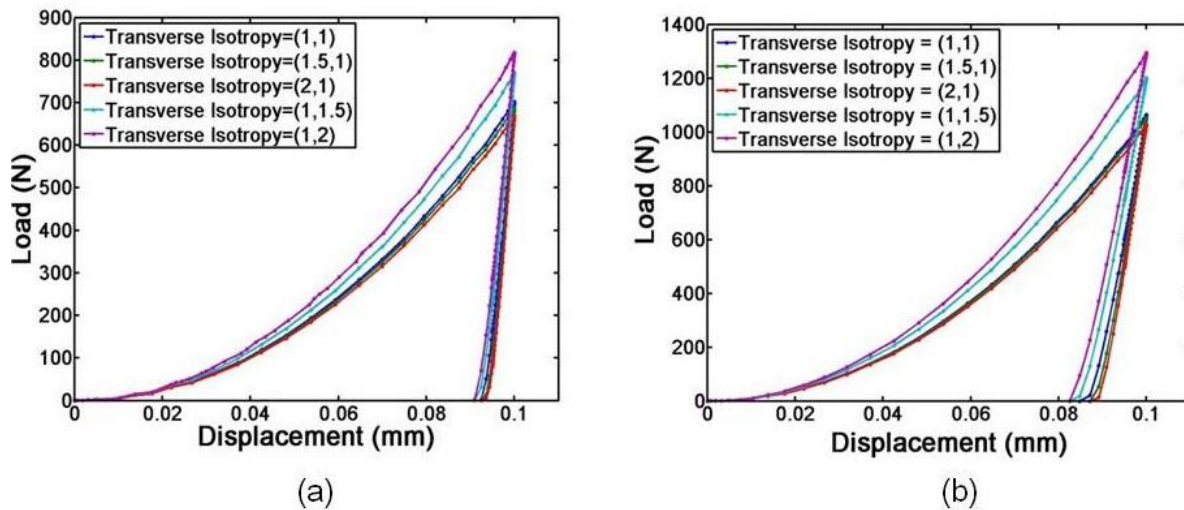 900
800
700
600
500
400
300
200
100
0
Load (N)
Transverse Isotropy=(1,1)
Transverse Isotropy=(1.5,1)
Transverse Isotropy=(2,1)
Transverse Isotropy=(1,1.5)
Transverse Isotropy=(1,2)
0 0.02 0.04 0.06 0.08 0.1
Displacement (mm)
(a)
1400
1200
1000
800
600
400
200
0
Load (N)
Transverse Isotropy = (1,1)
Transverse Isotropy = (1.5,1)
Transverse Isotropy = (2,1)
Transverse Isotropy = (1,1.5)
Transverse Isotropy = (1,2)
0 0.02 0.04 0.06 0.08 0.1
Displacement (mm)
(b)